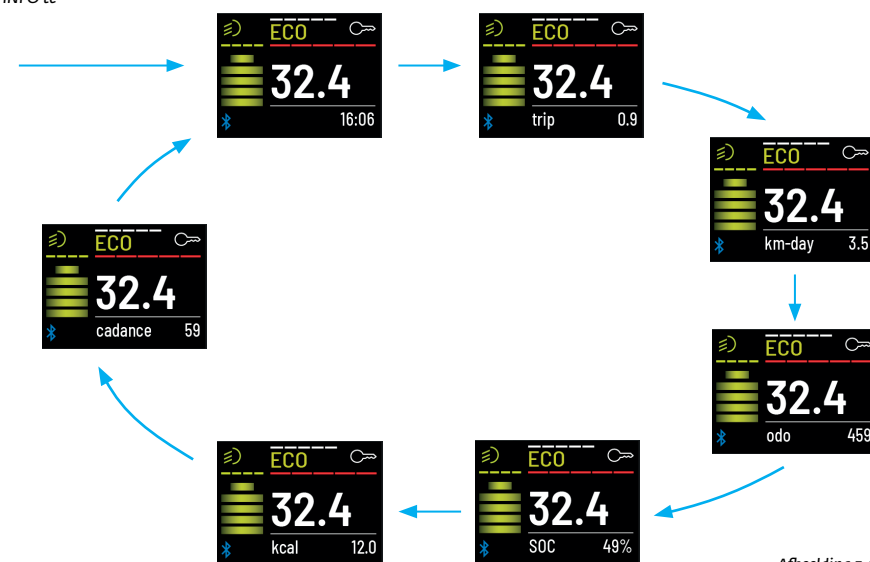 ECO
32.4
16:06
ECO
32.4
trip 0.9
ECO
32.4
km-day 3.5
ECO
32.4
odo 459
ECO
32.4
SOC 49%
ECO
32.4
kcal 12.0
ECO
32.4
cadance 59